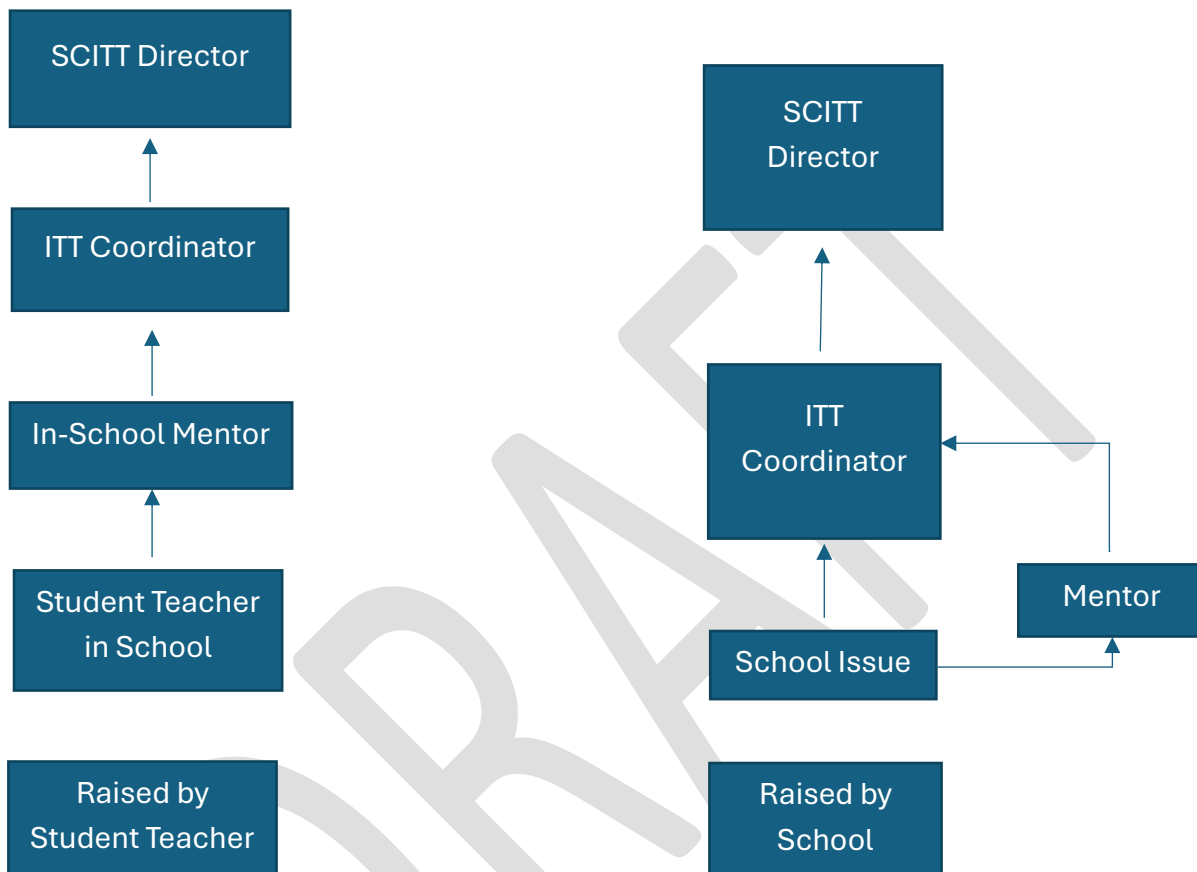 SCITT Director
ITT Coordinator
In-School Mentor
Student Teacher
in School
Raised by
Student Teacher
SCITT
Director
ITT
Coordinator
Mentor
School Issue
Raised by
School
DRAFT